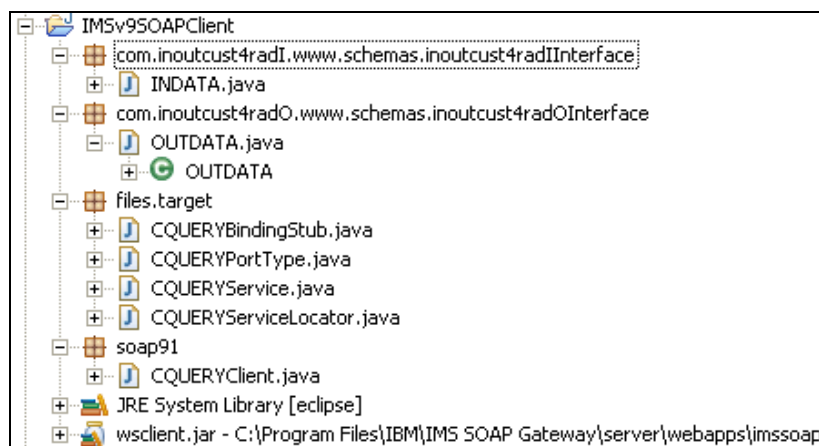 IMSv9SOAPClient
com.inoutcust4radI.www.schemas.inoutcust4radIInterface
INDATA.java
com.inoutcust4radO.www.schemas.inoutcust4radOInterface
OUTDATA.java
OUTDATA
files.target
CQUERYBindingStub.java
CQUERYPortType.java
CQUERYService.java
CQUERYServiceLocator.java
soap91
CQUERYClient.java
JRE System Library [eclipse]
wsclient.jar - C:\Program Files\IBM\IMS SOAP Gateway\server\webapps\imssoap